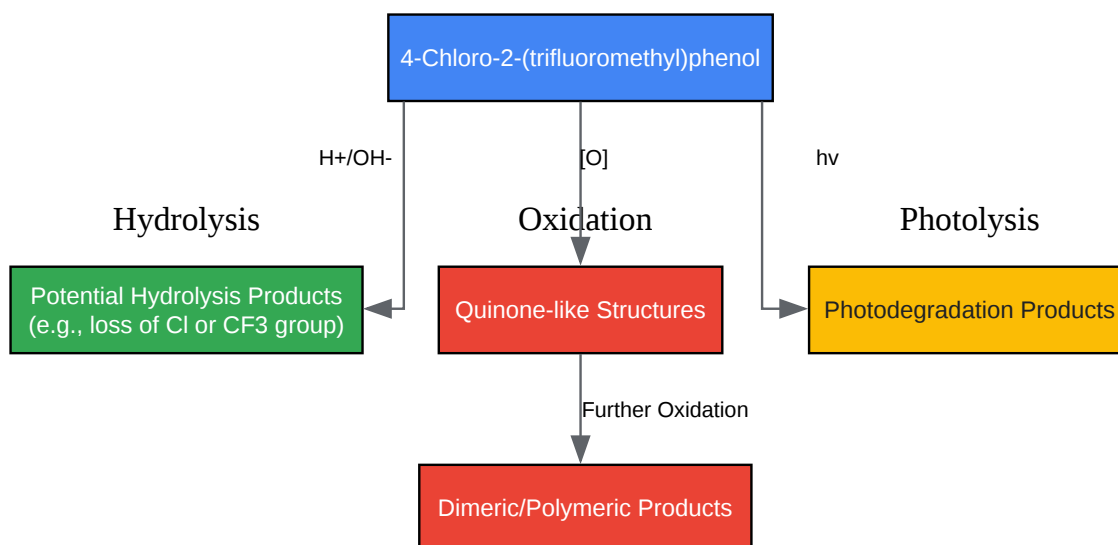 4-Chloro-2-(trifluoromethyl)phenol
H+/OH-
[O]
hv
Hydrolysis
Oxidation
Photolysis
Potential Hydrolysis Products
(e.g., loss of Cl or CF3 group)
Quinone-like Structures
Photodegradation Products
Further Oxidation
Dimeric/Polymeric Products